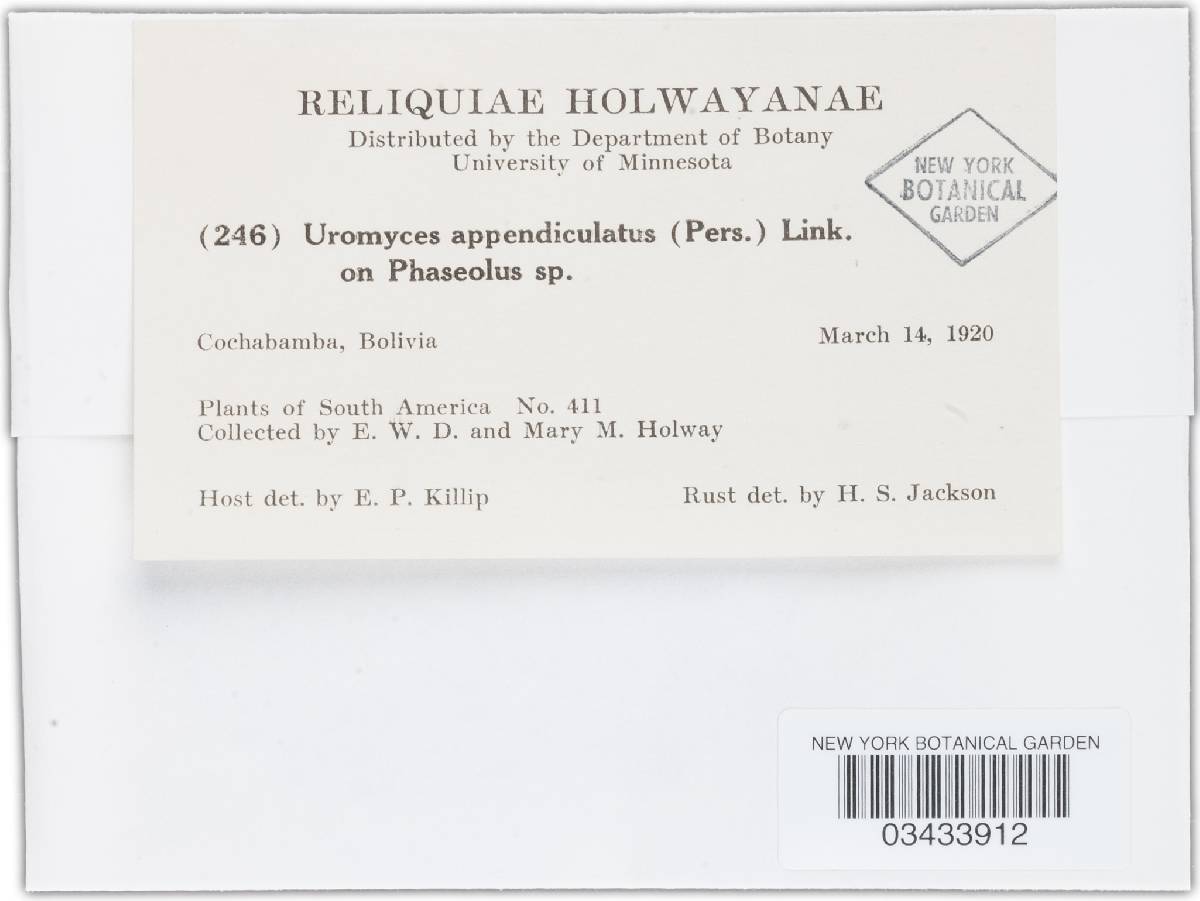 RELIQUIAE HOLWAYANAE
Distributed by the Department of Botany
University of Minnesota
NEW YORK
BOTANICAL
GARDEN
(246) Uromyces appendiculatus (Pers.) Link.
on Phaseolus sp.
Cochabamba, Bolivia March 14, 1920
Plants of South America No. 411
Collected by E. W. D. and Mary M. Holway
Host det. by E. P. Killip Rust det. by H. S. Jackson
NEW YORK BOTANICAL GARDEN
03433912